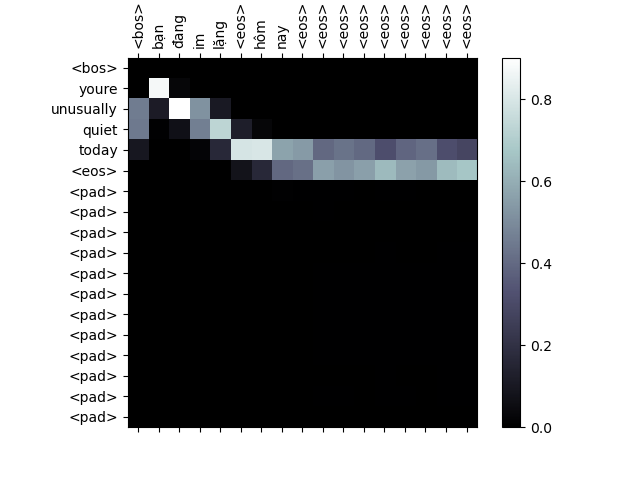 <bos>
bạn
đang
im
lặng
<eos>
hôm
nay
<eos>
<eos>
<eos>
<eos>
<eos>
<eos>
<eos>
<eos>
<eos>
<bos>
youre
unusually
quiet
today
<eos>
<pad>
<pad>
<pad>
<pad>
<pad>
<pad>
<pad>
<pad>
<pad>
<pad>
<pad>
<pad>
0.8
0.6
0.4
0.2
0.0